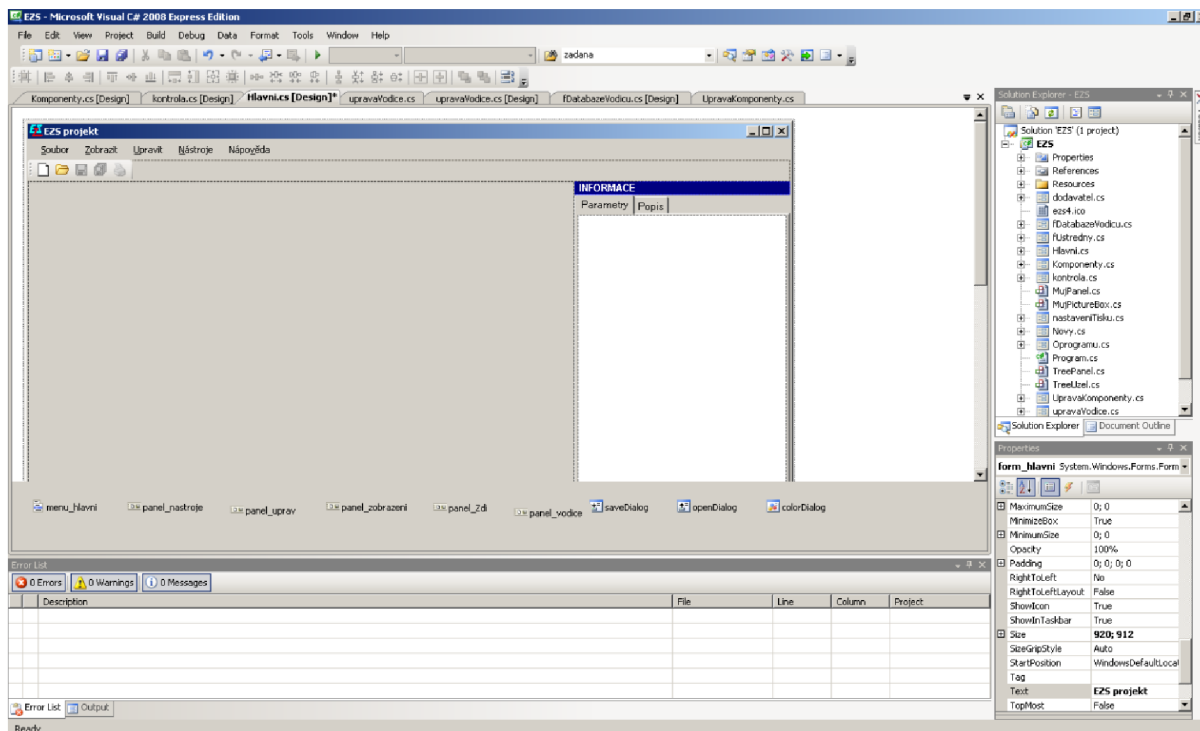 EZS - Microsoft Visual C# 2008 Express Edition
File Edit View Project Build Debug Data Format Tools Window Help
zadana
Komponenty.cs [Design] kontrola.cs [Design] Hlavni.cs [Design]* upravaVodice.cs upravaVodice.cs [Design] fDatabazeVodicu.cs [Design] UpravaKomponenty.cs
EZS projekt
Soubor Zobrazit Upravit Nástroje Nápověda
INFORMACE
Parametry Popis
menu_hlavni panel_nastroje panel_uprav panel_zobrazeni panel_Zdi panel_vodice saveDialog openDialog colorDialog
Error List
0 Errors 0 Warnings 0 Messages
Description File Line Column Project
Error List Output
Ready
Solution Explorer - EZS
Solution 'EZS' (1 project)
EZS
Properties
References
Resources
dodavatel.cs
ezs4.ico
fDatabazeVodicu.cs
fUstredny.cs
Hlavni.cs
Komponenty.cs
kontrola.cs
MujPanel.cs
MujPictureBox.cs
nastaveniTisku.cs
Novy.cs
Oprogramu.cs
Program.cs
TreePanel.cs
TreeUzel.cs
UpravaKomponenty.cs
upravaVodice.cs
Solution Explorer Document Outline
Properties
form_hlavni System.Windows.Forms.Form
MaximumSize 0; 0
MinimizeBox True
MinimumSize 0; 0
Opacity 100%
Padding 0; 0; 0; 0
RightToLeft No
RightToLeftLayout False
ShowIcon True
ShowInTaskbar True
Size 920; 912
SizeGripStyle Auto
StartPosition WindowsDefaultLocat
Tag
Text EZS projekt
TopMost False